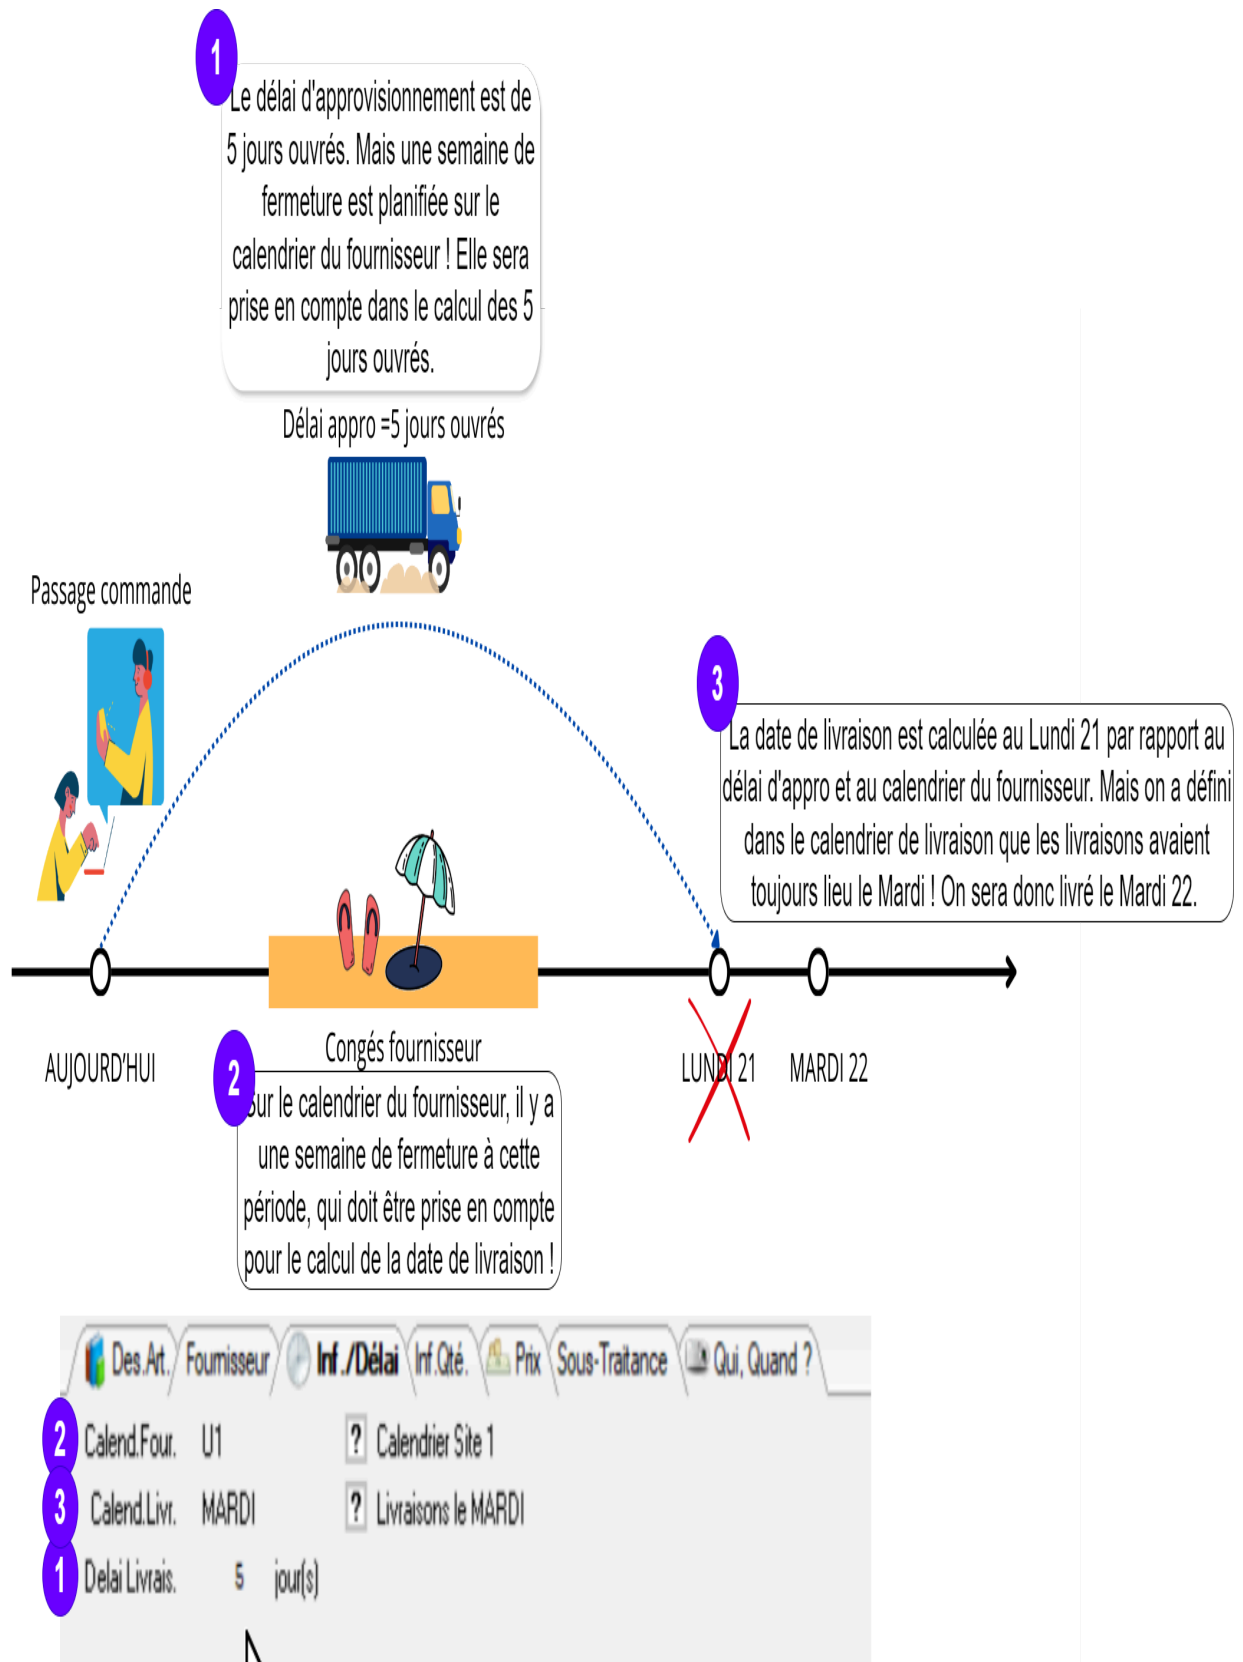 1
Le délai d'approvisionnement est de
5 jours ouvrés. Mais une semaine de
fermeture est planifiée sur le
calendrier du fournisseur ! Elle sera
prise en compte dans le calcul des 5
jours ouvrés.
Délai appro =5 jours ouvrés
Passage commande
3
La date de livraison est calculée au Lundi 21 par rapport au
délai d'appro et au calendrier du fournisseur. Mais on a défini
dans le calendrier de livraison que les livraisons avaient
toujours lieu le Mardi ! On sera donc livré le Mardi 22.
AUJOURD'HUI
Congés fournisseur
LUNDI 21
MARDI 22
2
Sur le calendrier du fournisseur, il y a
une semaine de fermeture à cette
période, qui doit être prise en compte
pour le calcul de la date de livraison !
Des.Art. Fournisseur Inf./Délai Inf.Qté. Prix Sous-Traitance Qui, Quand ?
2 Calend.Four. U1 ? Calendrier Site 1
3 Calend.Livr. MARDI ? Livraisons le MARDI
1 Delai Livrais. 5 jour(s)